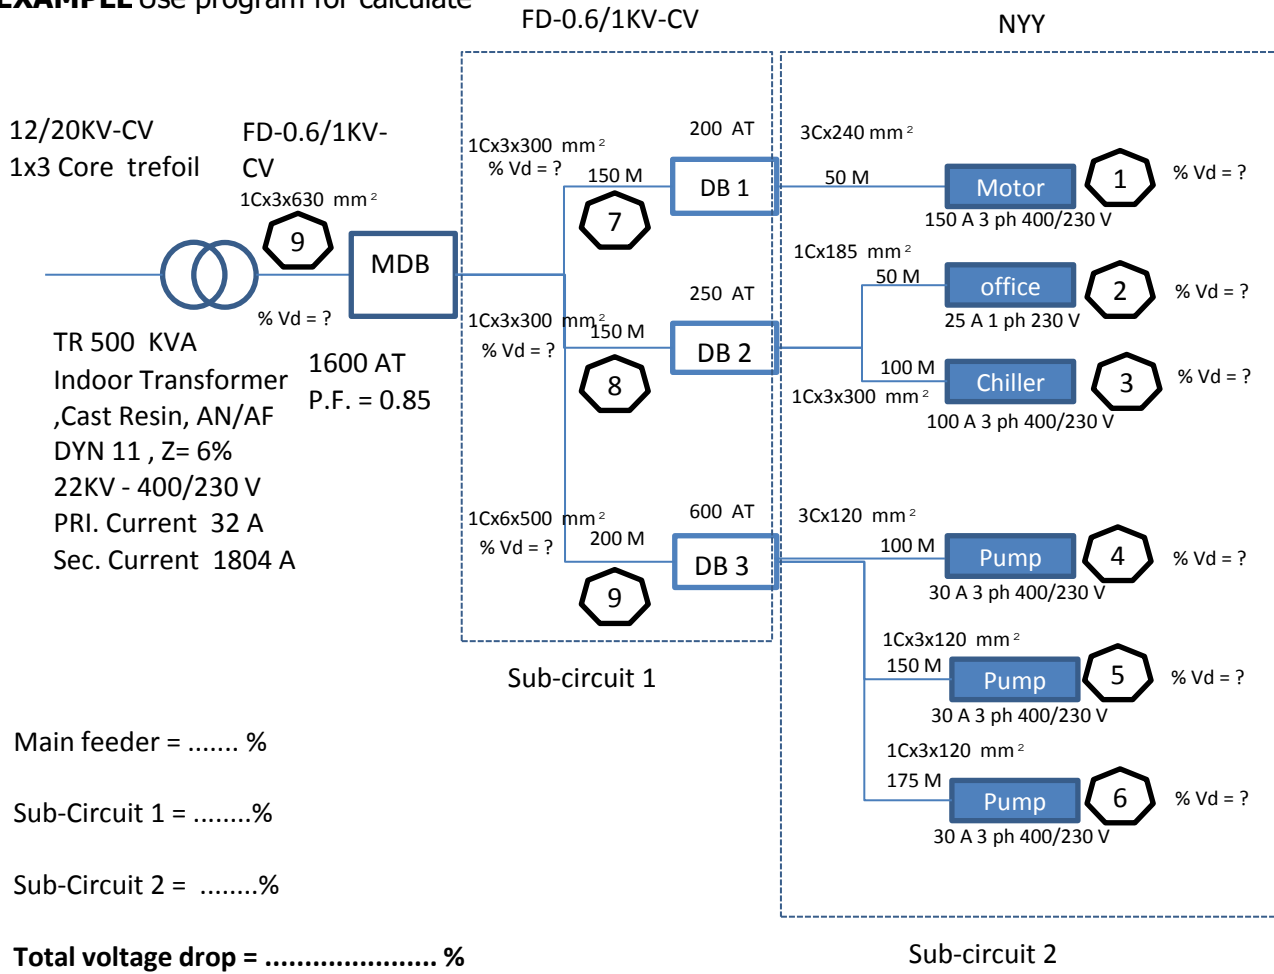 EXAMPLE Use program for calculate
FD-0.6/1KV-CV
NYY
12/20KV-CV
1x3 Core trefoil
FD-0.6/1KV-
CV
1Cx3x630 mm²
9
MDB
% Vd = ?
TR 500 KVA
Indoor Transformer
,Cast Resin, AN/AF
DYN 11 , Z= 6%
22KV - 400/230 V
PRI. Current 32 A
Sec. Current 1804 A
1600 AT
P.F. = 0.85
1Cx3x300 mm²
% Vd = ?
150 M
7
200 AT
DB 1
3Cx240 mm²
50 M
Motor
150 A 3 ph 400/230 V
1
% Vd = ?
1Cx3x300 mm²
% Vd = ?
150 M
8
250 AT
DB 2
1Cx185 mm²
50 M
office
25 A 1 ph 230 V
2
% Vd = ?
100 M
1Cx3x300 mm²
Chiller
100 A 3 ph 400/230 V
3
% Vd = ?
1Cx6x500 mm²
% Vd = ?
200 M
9
600 AT
DB 3
3Cx120 mm²
100 M
Pump
30 A 3 ph 400/230 V
4
% Vd = ?
1Cx3x120 mm²
150 M
Pump
30 A 3 ph 400/230 V
5
% Vd = ?
1Cx3x120 mm²
175 M
Pump
30 A 3 ph 400/230 V
6
% Vd = ?
Sub-circuit 1
Sub-circuit 2
Main feeder = ....... %
Sub-Circuit 1 = ........%
Sub-Circuit 2 = ........%
Total voltage drop = ...................... %